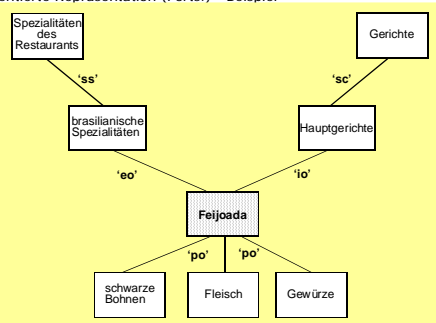 Spezialitäten
des
Restaurants
Gerichte
‘ss’
‘sc’
brasilianische
Spezialitäten
Hauptgerichte
‘eo’
‘io’
Feijoada
‘po’ ‘po’
schwarze
Bohnen
Fleisch
Gewürze